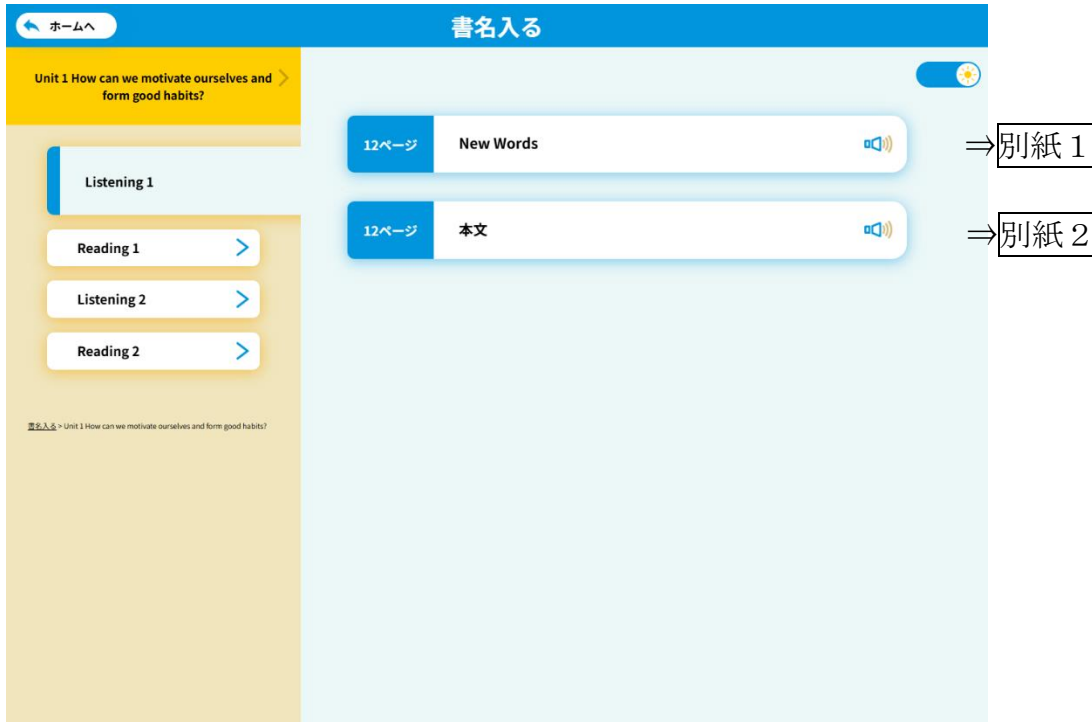 ホームへ
書名入る
Unit 1 How can we motivate ourselves and
form good habits?
Listening 1
Reading 1
Listening 2
Reading 2
書名入る > Unit 1 How can we motivate ourselves and form good habits?
12ページ New Words
⇒別紙1
12ページ 本文
⇒別紙2